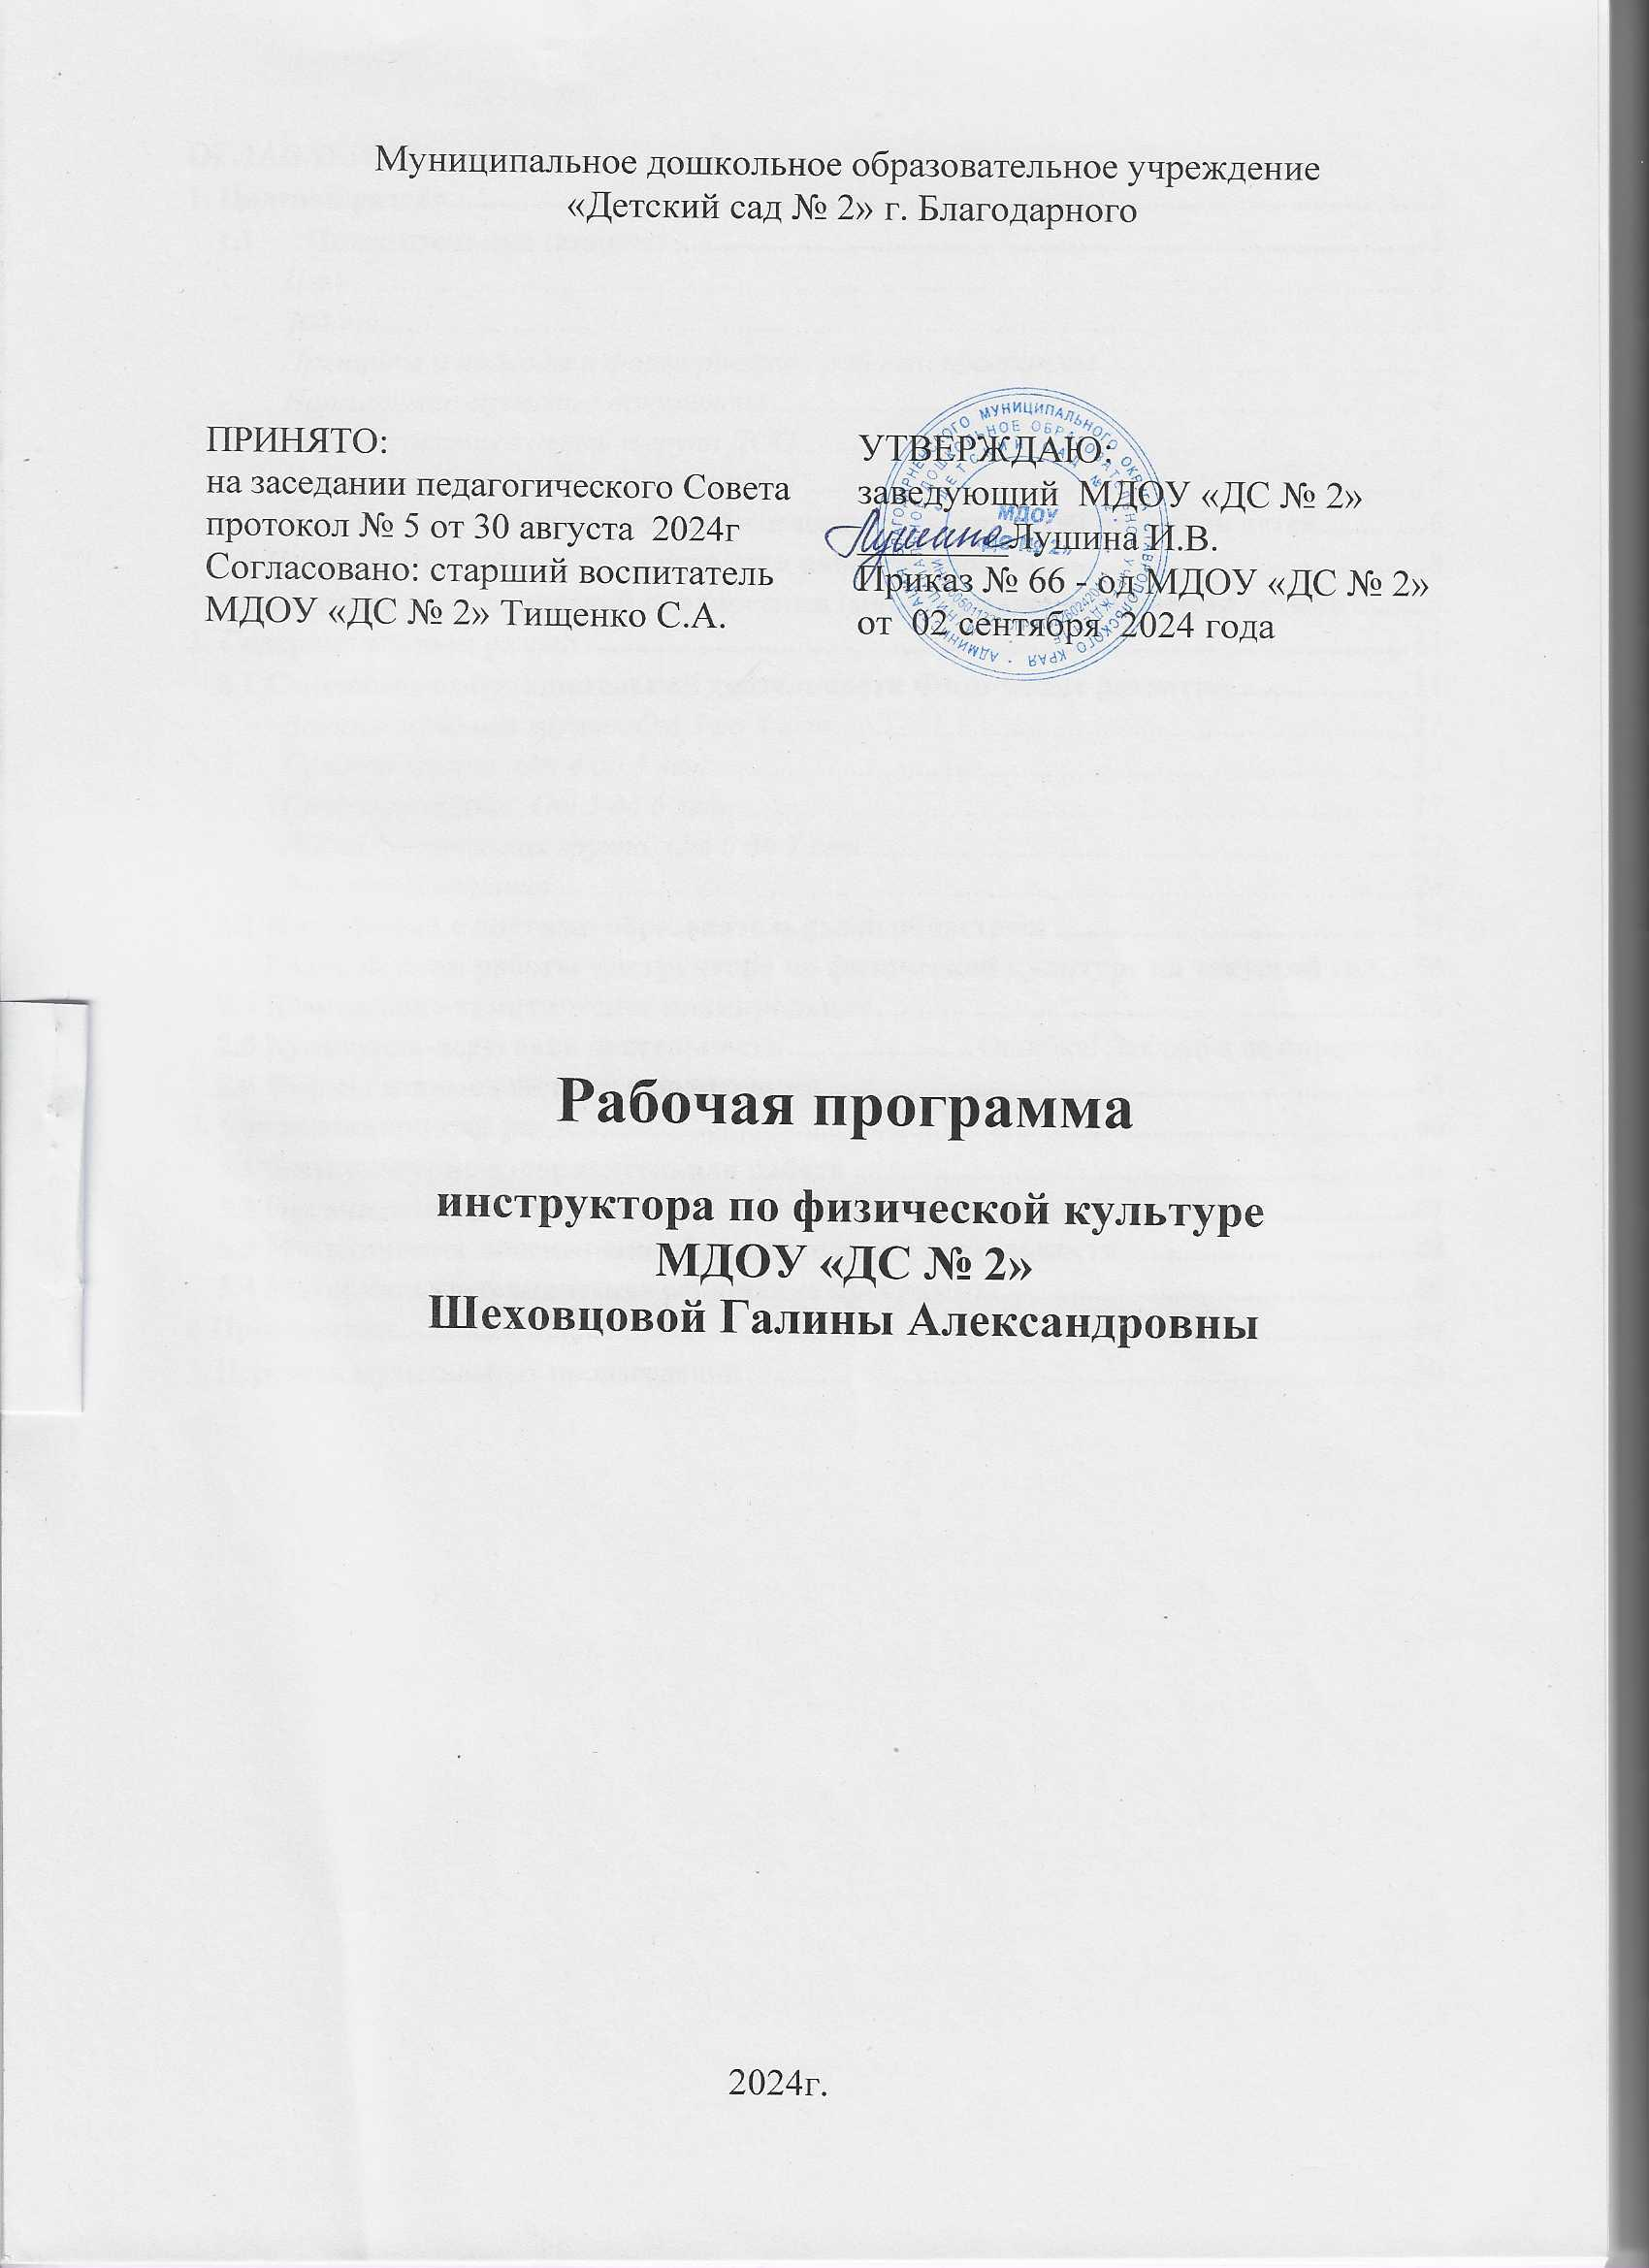 Муниципальное дошкольное образовательное учреждение
«Детский сад № 2» г. Благодарного
ПРИНЯТО:
на заседании педагогического Совета
протокол № 5 от 30 августа 2024г
Согласовано: старший воспитатель
МДОУ «ДС № 2» Тищенко С.А.
УТВЕРЖДАЮ:
заведующий МДОУ «ДС № 2»
Лушина И.В.
Приказ № 66 - од МДОУ «ДС № 2»
от 02 сентября 2024 года
МДОУ
Рабочая программа
инструктора по физической культуре
МДОУ «ДС № 2»
Шеховцовой Галины Александровны
2024г.